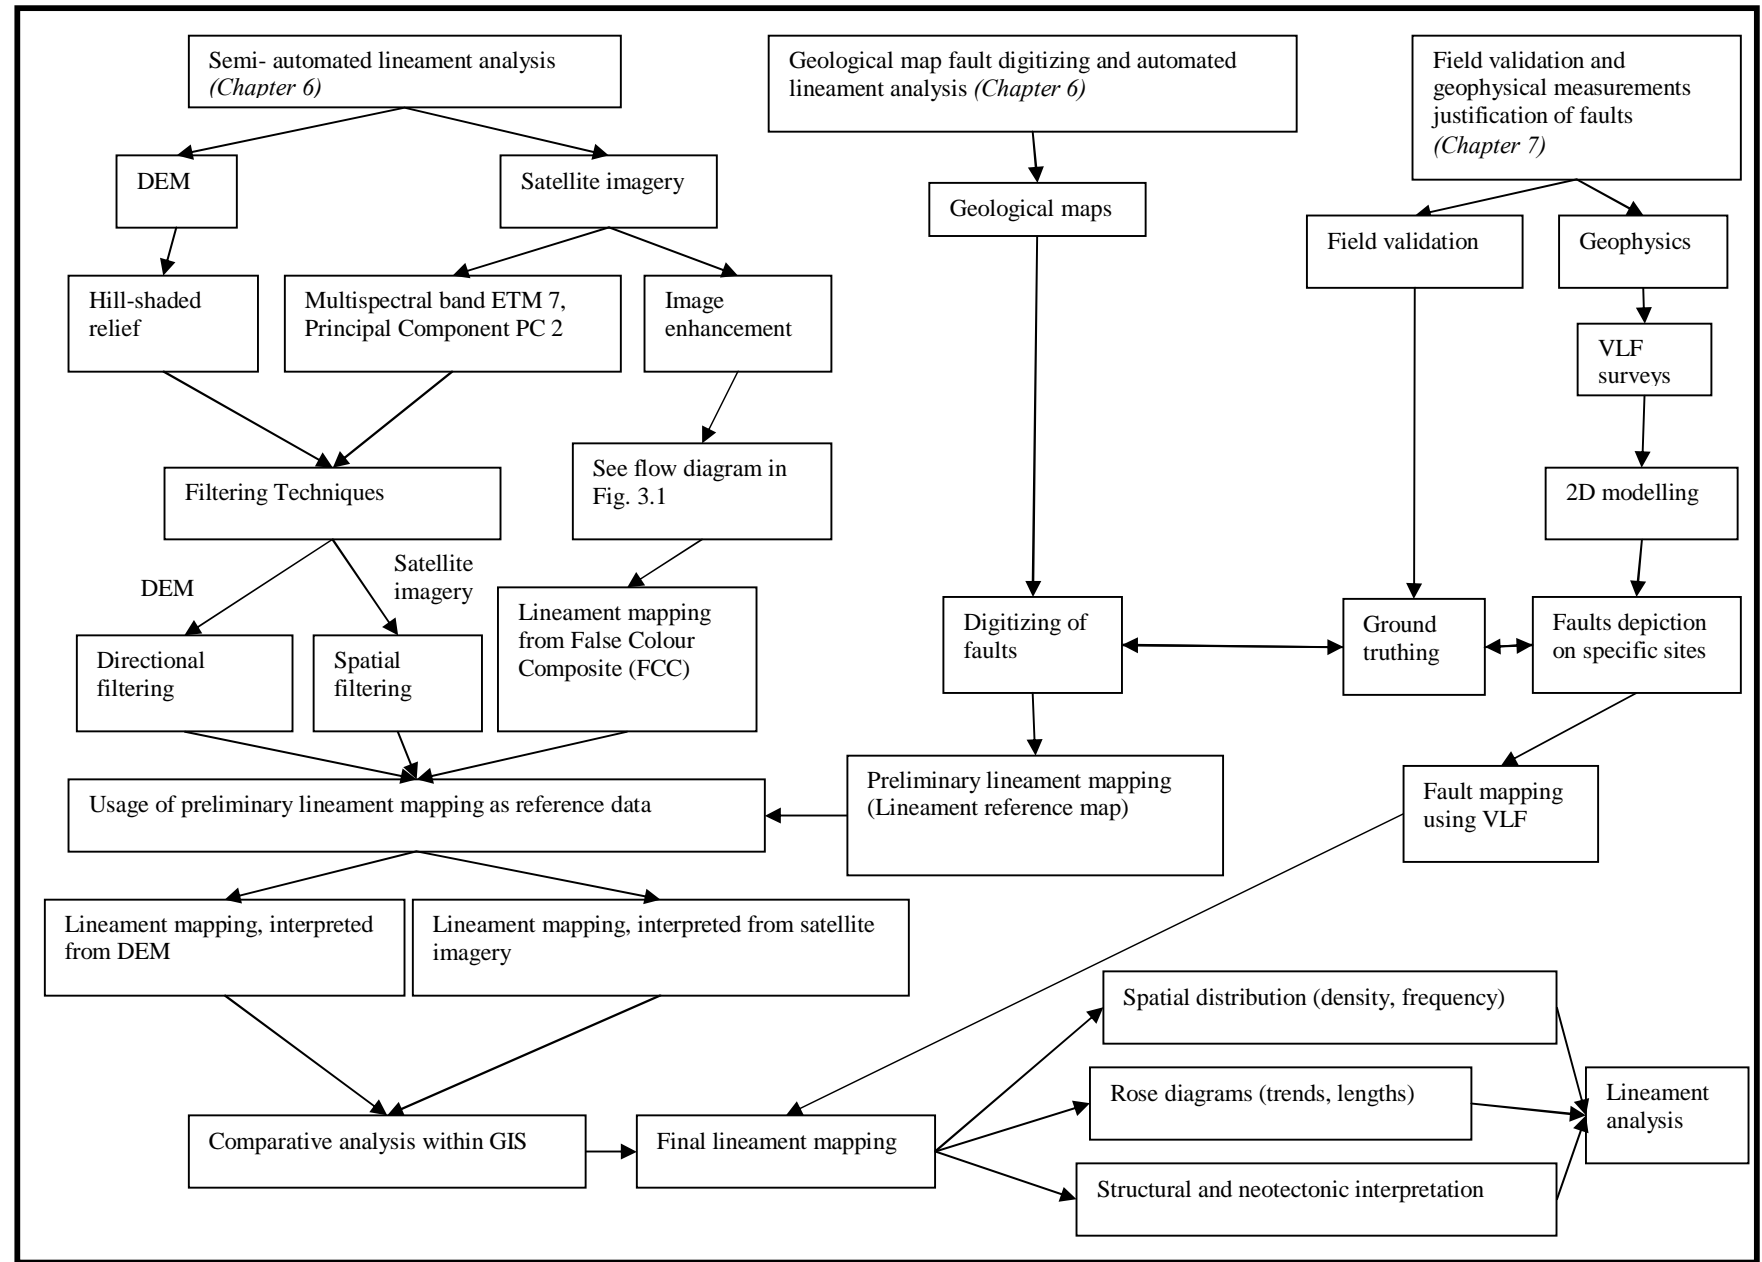 Semi- automated lineament analysis
(Chapter 6)
Geological map fault digitizing and automated
lineament analysis (Chapter 6)
Field validation and
geophysical measurements
justification of faults
(Chapter 7)
DEM
Satellite imagery
Geological maps
Field validation
Geophysics
Hill-shaded
relief
Multispectral band ETM 7,
Principal Component PC 2
Image
enhancement
VLF
surveys
Filtering Techniques
See flow diagram in
Fig. 3.1
2D modelling
DEM
Satellite
imagery
Directional
filtering
Spatial
filtering
Lineament mapping
from False Colour
Composite (FCC)
Digitizing of
faults
Ground
truthing
Faults depiction
on specific sites
Usage of preliminary lineament mapping as reference data
Preliminary lineament mapping
(Lineament reference map)
Fault mapping
using VLF
Lineament mapping, interpreted
from DEM
Lineament mapping, interpreted from satellite
imagery
Spatial distribution (density, frequency)
Rose diagrams (trends, lengths)
Lineament
analysis
Comparative analysis within GIS
Final lineament mapping
Structural and neotectonic interpretation